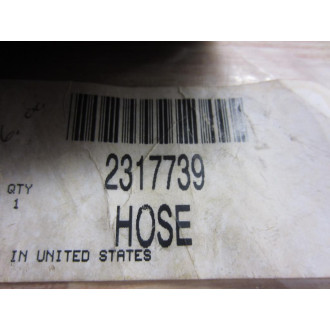 2317739
QTY
1
HOSE
IN UNITED STATES